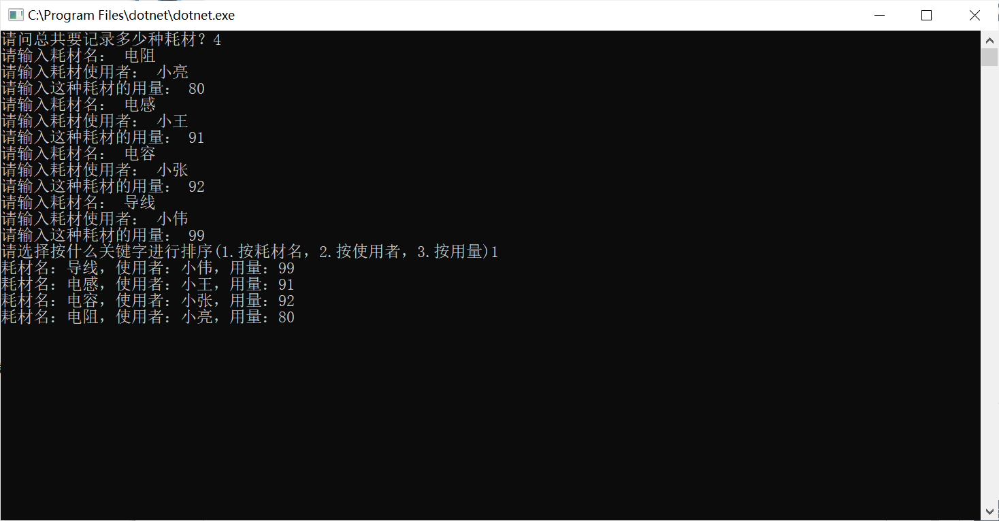 C:\Program Files\dotnet\dotnet.exe
请问总共要记录多少种耗材？4
请输入耗材名： 电阻
请输入耗材使用者： 小亮
请输入这种耗材的用量： 80
请输入耗材名： 电感
请输入耗材使用者： 小王
请输入这种耗材的用量： 91
请输入耗材名： 电容
请输入耗材使用者： 小张
请输入这种耗材的用量： 92
请输入耗材名： 导线
请输入耗材使用者： 小伟
请输入这种耗材的用量： 99
请选择按什么关键字进行排序(1.按耗材名，2.按使用者，3.按用量)1
耗材名：导线，使用者：小伟，用量：99
耗材名：电感，使用者：小王，用量：91
耗材名：电容，使用者：小张，用量：92
耗材名：电阻，使用者：小亮，用量：80